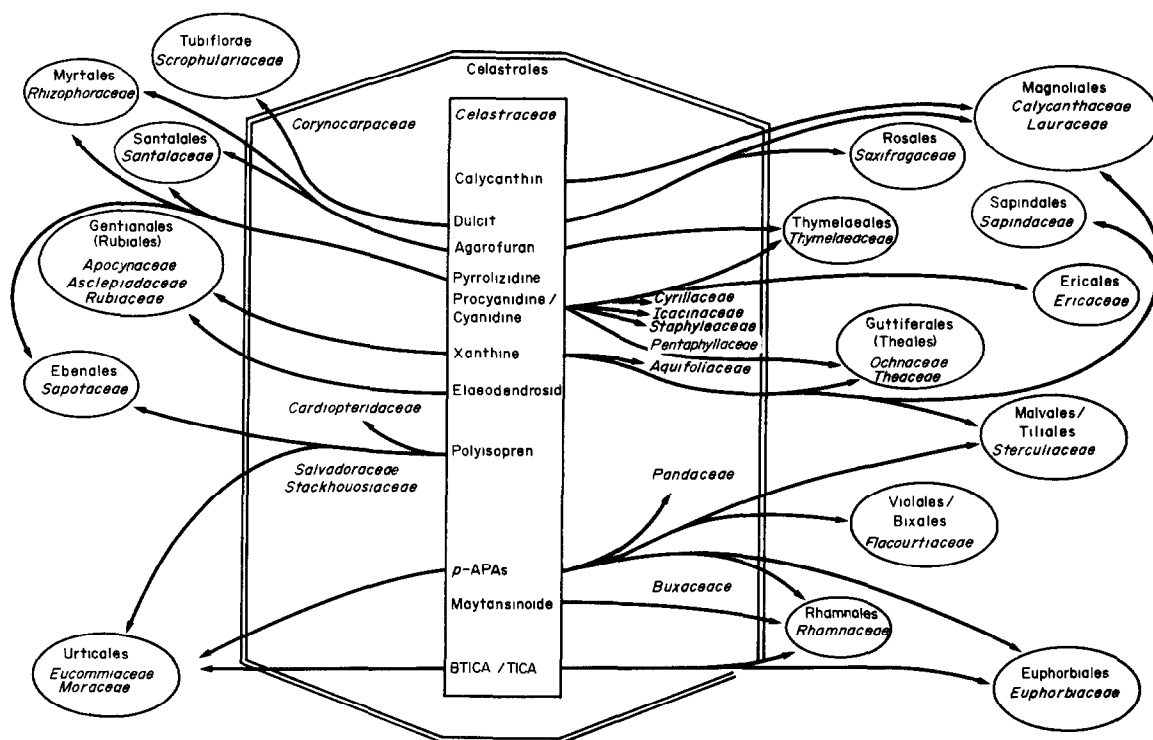 Tubiflorae
Scrophulariaceae
Myrtales
Rhizophoraceae
Santalales
Santalaceae
Gentianales
(Rubiales)
Apocynaceae
Asclepiadaceae
Rubiaceae
Ebenales
Sapotaceae
Urticales
Eucommiaceae
Moraceae
Celastrales
Corynocarpaceae
Cardiopteridaceae
Salvadoraceae
Stackhouosiaceae
Celastraceae
Calycanthin
Dulcit
Agarofuran
Pyrrolizidine
Procyanidine /
Cyanidine
Xanthine
Elaeodendrosid
Polyisopren
p-APAs
Maytansinoide
BTICA / TICA
Cyrillaceae
Icacinaceae
Staphyleaceae
Pentaphyllaceae
Aquifoliaceae
Pandaceae
Buxaceace
Magnoliales
Calycanthaceae
Lauraceae
Rosales
Saxifragaceae
Sapindales
Sapindaceae
Thymelaeales
Thymelaeaceae
Ericales
Ericaceae
Guttiferales
(Theales)
Ochnaceae
Theaceae
Malvales /
Tiliales
Sterculiaceae
Violales /
Bixales
Flacourtiaceae
Rhamnales
Rhamnaceae
Euphorbiales
Euphorbiaceae